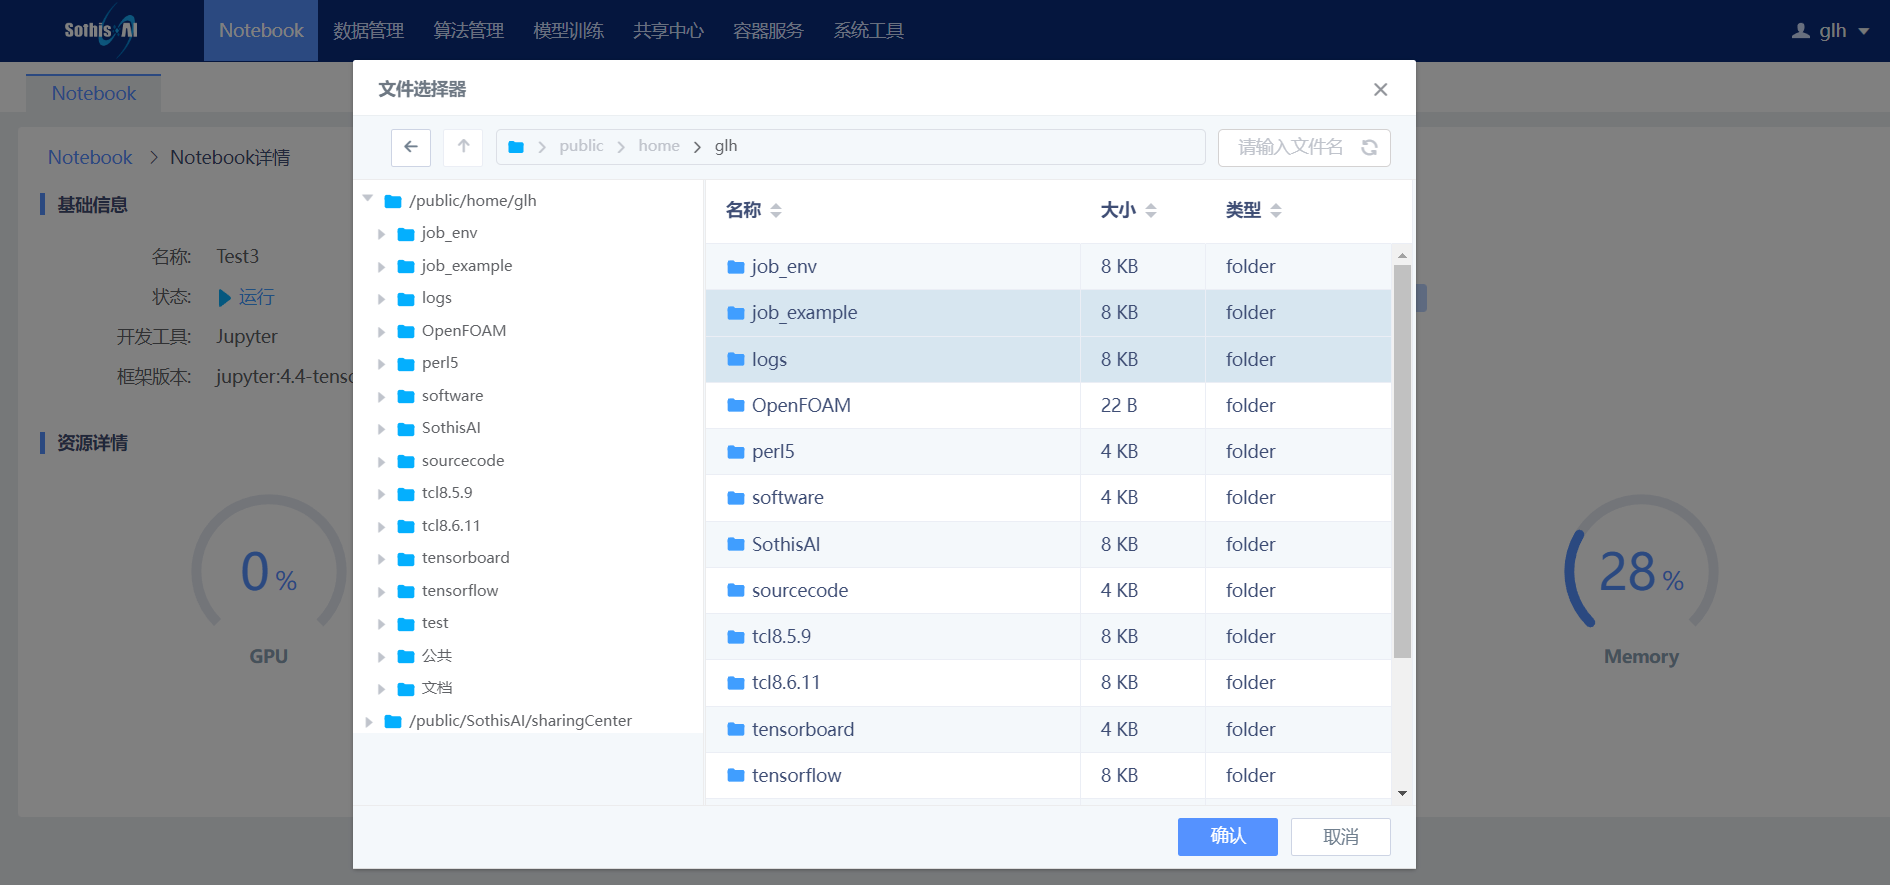 SothisAI
Notebook
数据管理
算法管理
模型训练
共享中心
容器服务
系统工具
glh
Notebook
Notebook > Notebook详情
基础信息
名称: Test3
状态: 运行
开发工具: Jupyter
框架版本: jupyter:4.4-tenso
资源详情
0 %
GPU
28 %
Memory
文件选择器
public > home > glh
请输入文件名
/public/home/glh
job_env
job_example
logs
OpenFOAM
perl5
software
SothisAI
sourcecode
tcl8.5.9
tcl8.6.11
tensorboard
tensorflow
test
公共
文档
/public/SothisAI/sharingCenter
名称 大小 类型
job_env 8 KB folder
job_example 8 KB folder
logs 8 KB folder
OpenFOAM 22 B folder
perl5 4 KB folder
software 4 KB folder
SothisAI 8 KB folder
sourcecode 4 KB folder
tcl8.5.9 8 KB folder
tcl8.6.11 8 KB folder
tensorboard 4 KB folder
tensorflow 8 KB folder
确认
取消